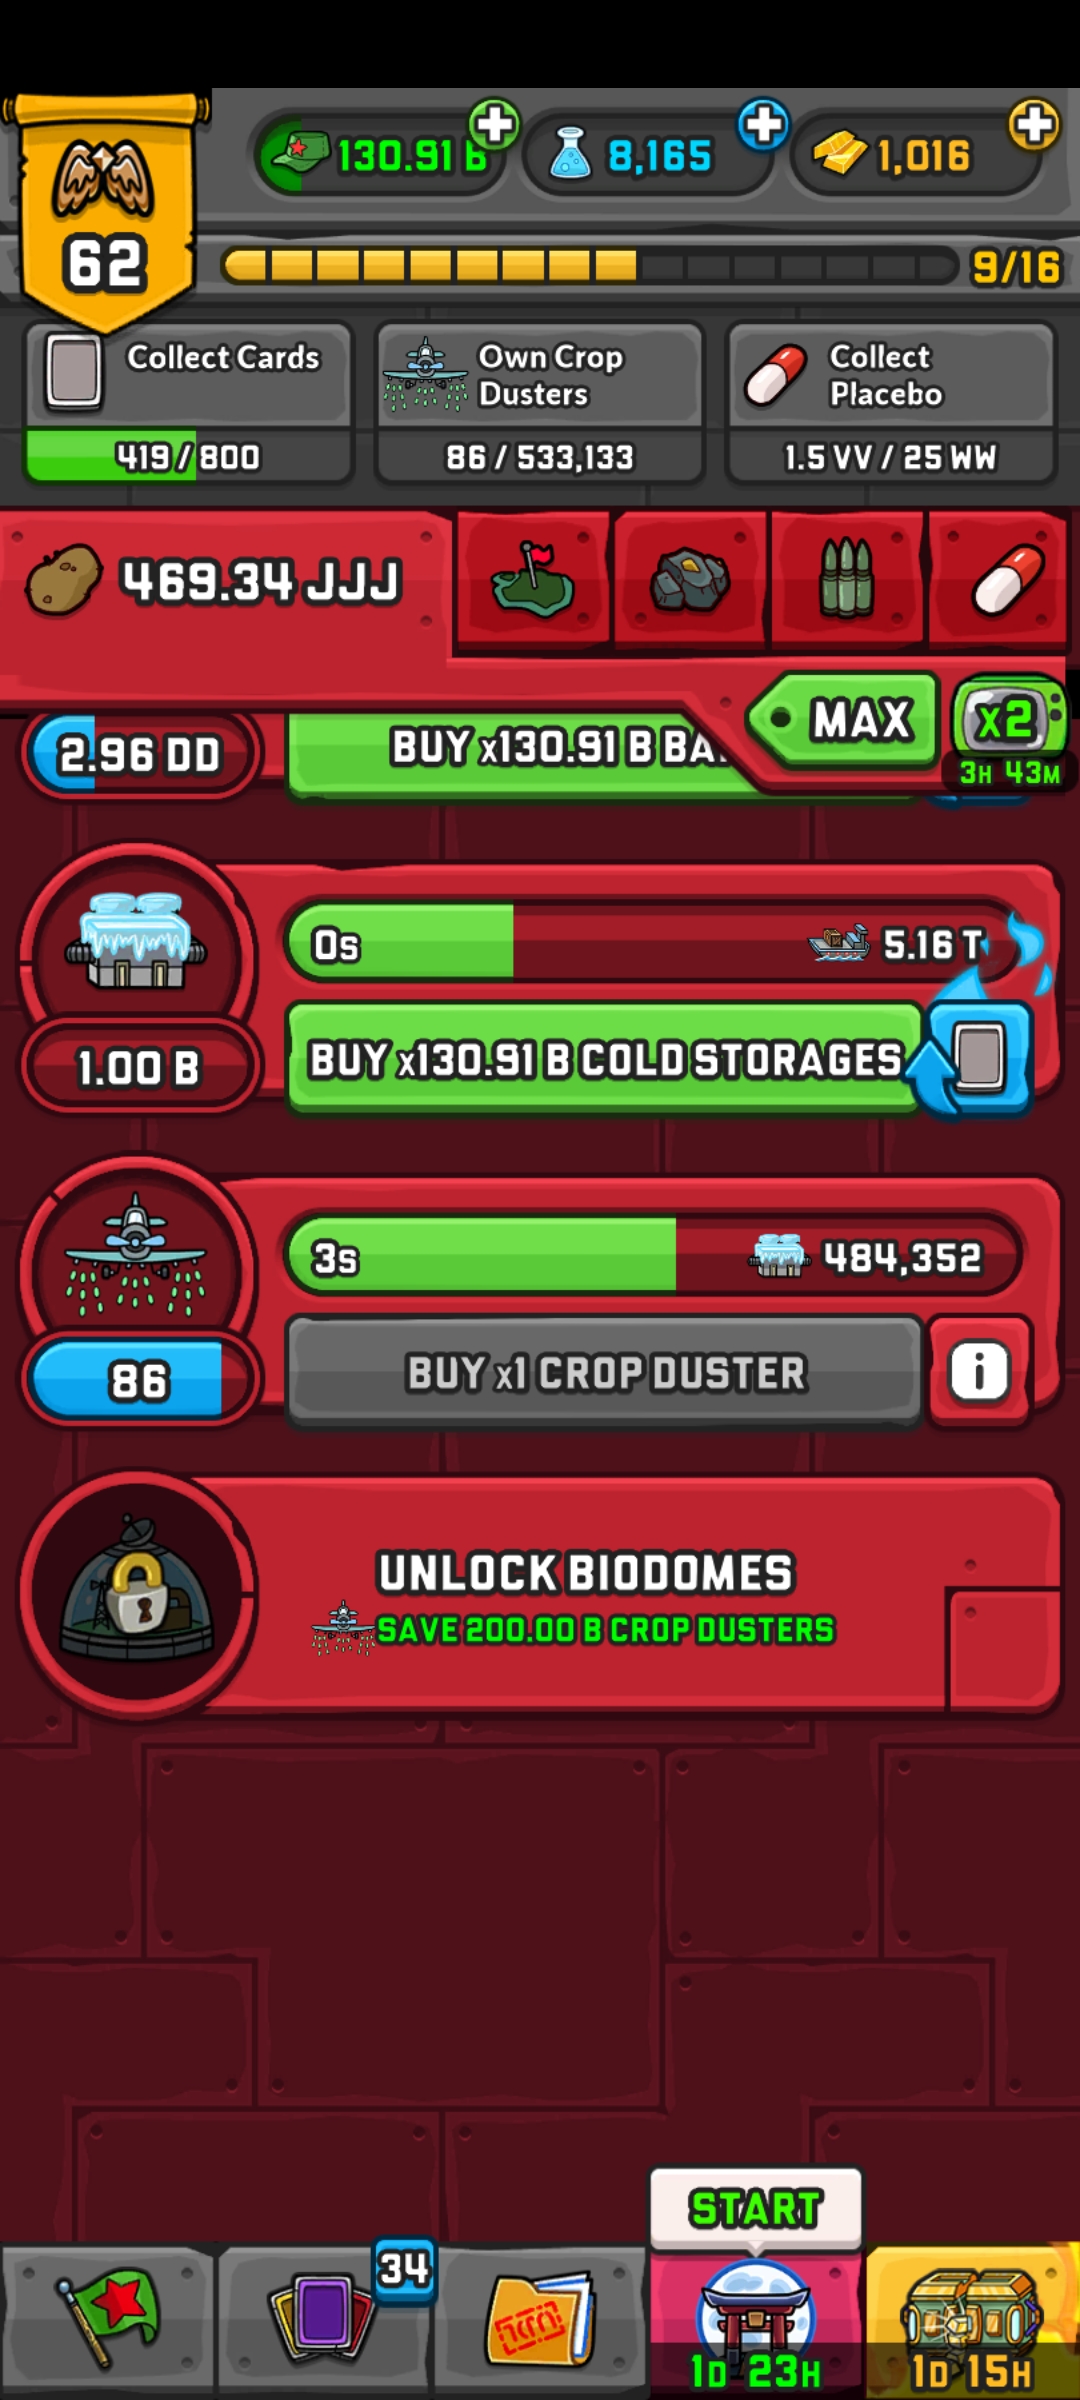 62
130.91 B
8,165
1,016
9/16
Collect Cards
419 / 800
Own Crop
Dusters
86 / 533,133
Collect
Placebo
1.5 VV / 25 WW
469.34 JJJ
MAX
x2
3H 43M
2.96 DD
BUY x130.91 B BA
0s
5.16 T
1.00 B
BUY x130.91 B COLD STORAGES
3s
484,352
86
BUY x1 CROP DUSTER
i
UNLOCK BIODOMES
SAVE 200.00 B CROP DUSTERS
START
34
1D 23H
1D 15H